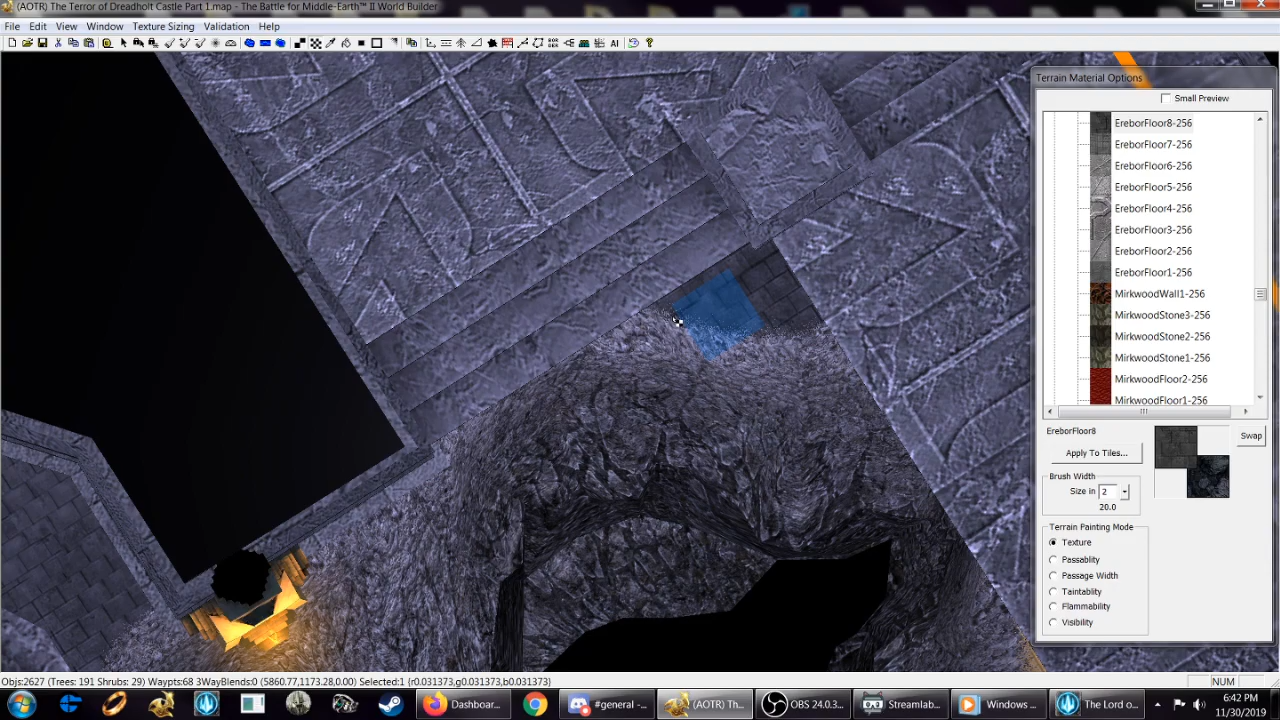 (AOTR) The Terror of Dreadholt Castle Part 1.map - The Battle for Middle-Earth™ II World Builder
File Edit View Window Texture Sizing Validation Help
AI
Terrain Material Options
Small Preview
EreborFloor8-256
EreborFloor7-256
EreborFloor6-256
EreborFloor5-256
EreborFloor4-256
EreborFloor3-256
EreborFloor2-256
EreborFloor1-256
MirkwoodWall1-256
MirkwoodStone3-256
MirkwoodStone2-256
MirkwoodStone1-256
MirkwoodFloor2-256
MirkwoodFloor1-256
EreborFloor8
Swap
Apply To Tiles...
Brush Width
Size in 2
20.0
Terrain Painting Mode
Texture
Passablity
Passage Width
Taintablity
Flammability
Visibility
Objs:2627 (Trees: 191 Shrubs: 29) Waypts:68 3WayBlends:0 (5860.77,1173.28,0.00) Selected:1 (r0.031373,g0.031373,b0.031373)
NUM
Dashboar...
#general -...
(AOTR) Th...
OBS 24.0.3...
Streamlab...
Windows ...
The Lord o...
6:42 PM
11/30/2019